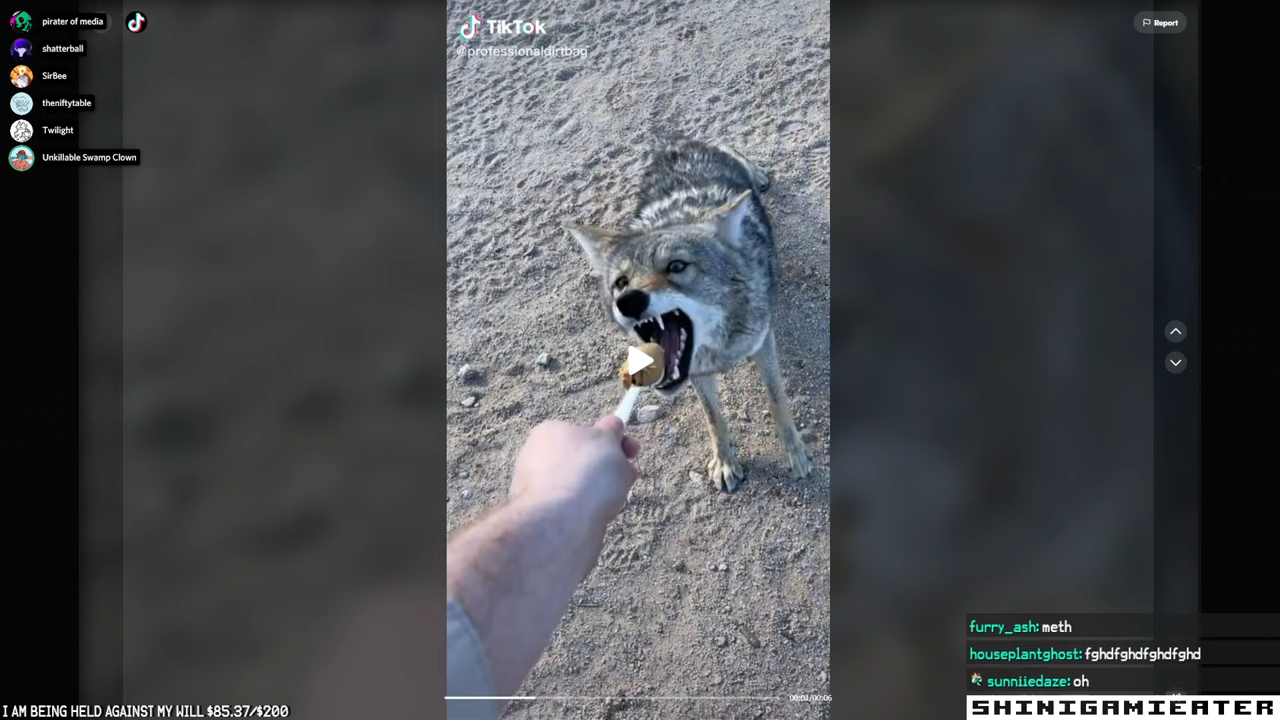 pirater of media
shatterball
SirBee
theniftytable
Twilight
Unkillable Swamp Clown
TikTok
@professionaldirtbag
Report
furry_ash: meth
houseplantghost: fghdfghdfghdfghd
sunniiedaze: oh
I AM BEING HELD AGAINST MY WILL $85.37/$200
SHINIGAMIEATER